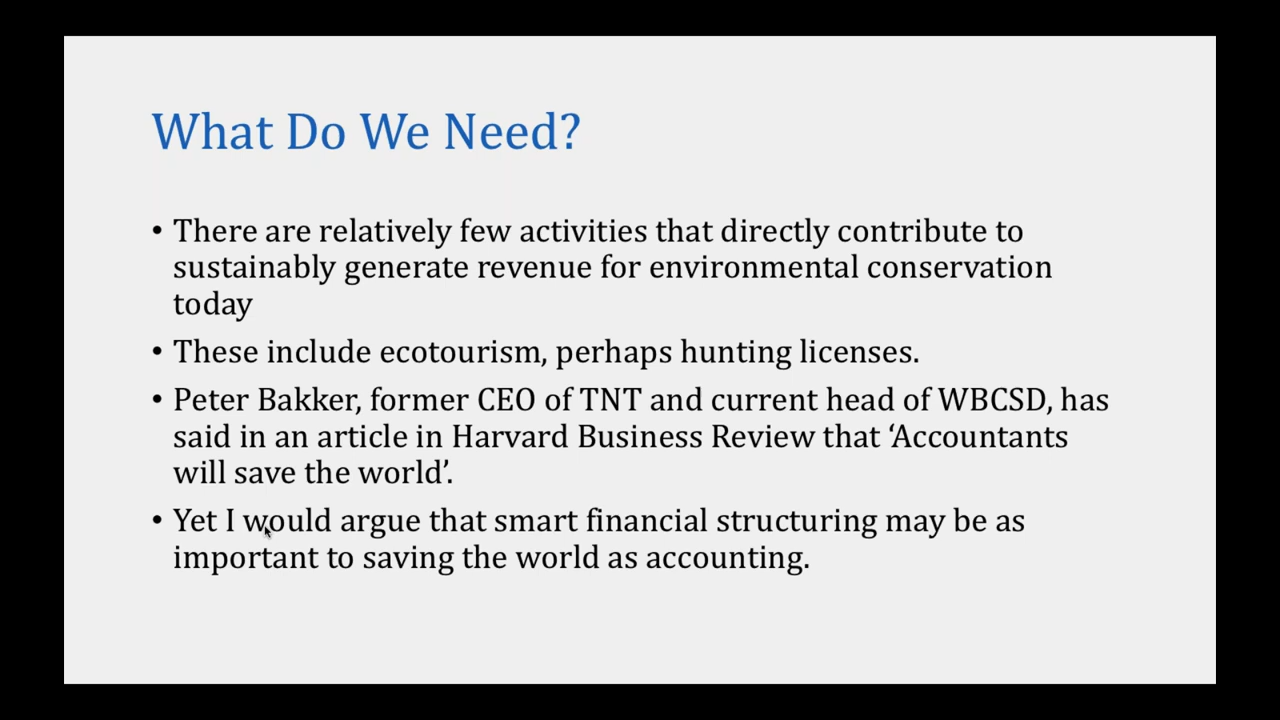 What Do We Need?
• There are relatively few activities that directly contribute to
sustainably generate revenue for environmental conservation
today
• These include ecotourism, perhaps hunting licenses.
• Peter Bakker, former CEO of TNT and current head of WBCSD, has
said in an article in Harvard Business Review that ‘Accountants
will save the world’.
• Yet I would argue that smart financial structuring may be as
important to saving the world as accounting.